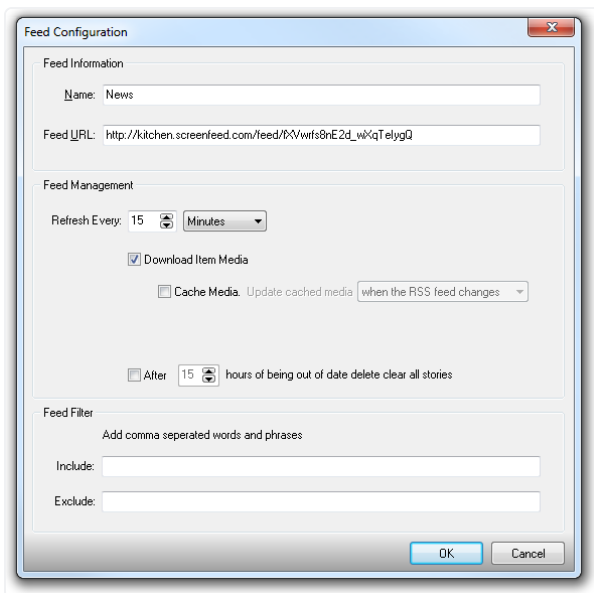 Feed Configuration
Feed Information
Name: News
Feed URL: http://kitchen.screenfeed.com/feed/fXVwrfs8nE2d_wXqTelygQ
Feed Management
Refresh Every: 15 Minutes
Download Item Media
Cache Media. Update cached media when the RSS feed changes
After 15 hours of being out of date delete clear all stories
Feed Filter
Add comma seperated words and phrases
Include:
Exclude:
OK Cancel